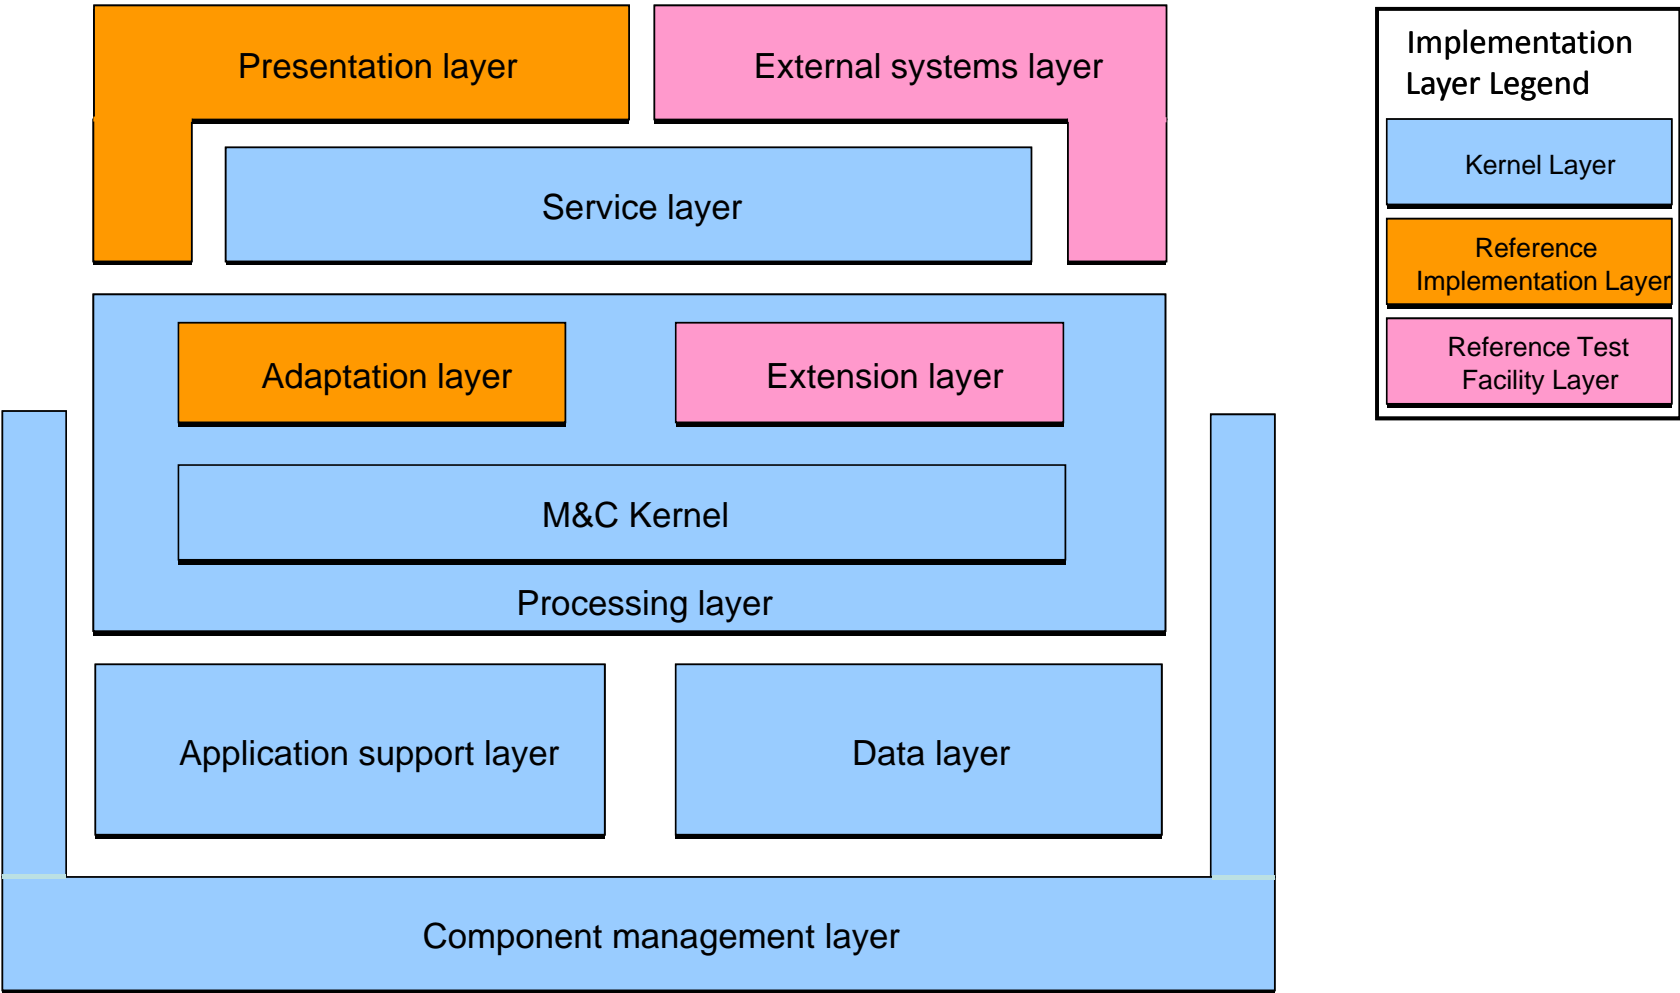 Presentation layer
External systems layer
Service layer
Adaptation layer
Extension layer
M&C Kernel
Processing layer
Application support layer
Data layer
Component management layer
Implementation
Layer Legend
Kernel Layer
Reference
Implementation Layer
Reference Test
Facility Layer